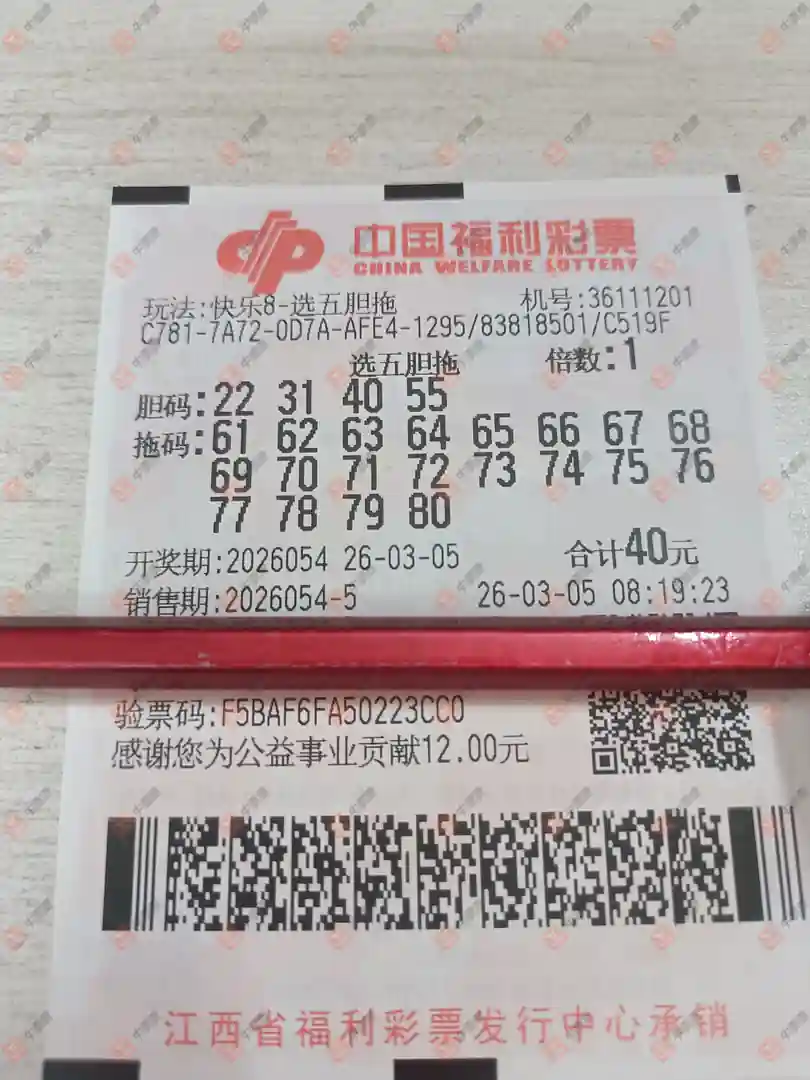 中国福利彩票
CHINA WELFARE LOTTERY
玩法:快乐8-选五胆拖 机号:36111201
C781-7A72-0D7A-AFE4-1295/83818501/C519F
选五胆拖 倍数:1
胆码:22 31 40 55
拖码:61 62 63 64 65 66 67 68
69 70 71 72 73 74 75 76
77 78 79 80
开奖期:2026054 26-03-05 合计40元
销售期:2026054-5 26-03-05 08:19:23
验票码:F5BAF6FA50223CC0
感谢您为公益事业贡献12.00元
江西省福利彩票发行中心承销